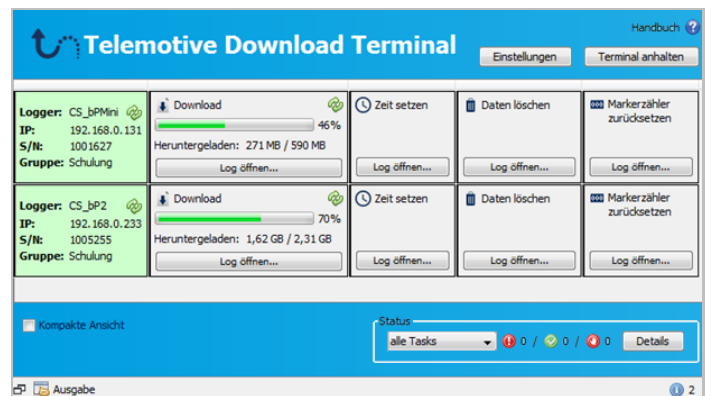 Handbuch
Telemotive Download Terminal
Einstellungen
Terminal anhalten
Logger: CS_bPMini
IP: 192.168.0.131
S/N: 1001627
Gruppe: Schulung
Download
46%
Heruntergeladen: 271 MB / 590 MB
Log öffnen...
Zeit setzen
Log öffnen...
Daten löschen
Log öffnen...
Markerzähler
zurücksetzen
Log öffnen...
Logger: CS_bP2
IP: 192.168.0.233
S/N: 1005255
Gruppe: Schulung
Download
70%
Heruntergeladen: 1,62 GB / 2,31 GB
Log öffnen...
Zeit setzen
Log öffnen...
Daten löschen
Log öffnen...
Markerzähler
zurücksetzen
Log öffnen...
Kompakte Ansicht
Status
alle Tasks
0 / 0 / 0
Details
Ausgabe
2